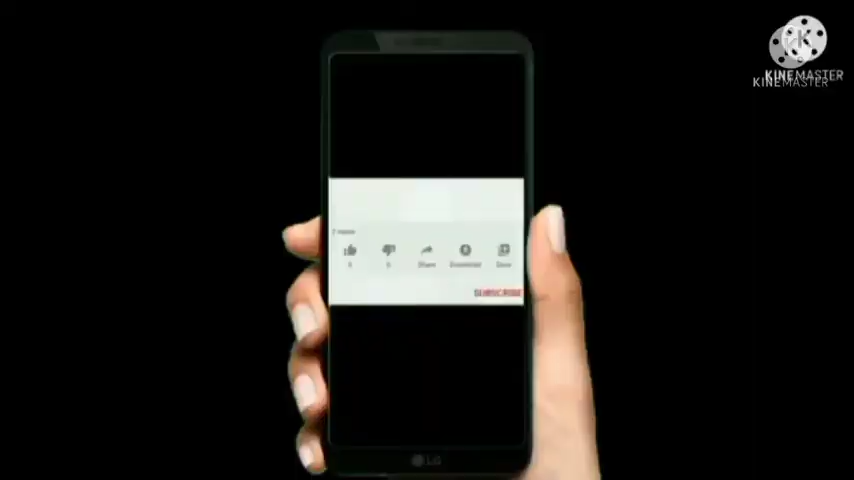 KINEMASTER
KINEMASTER
Share
Download
Save
SUBSCRIBE
LG